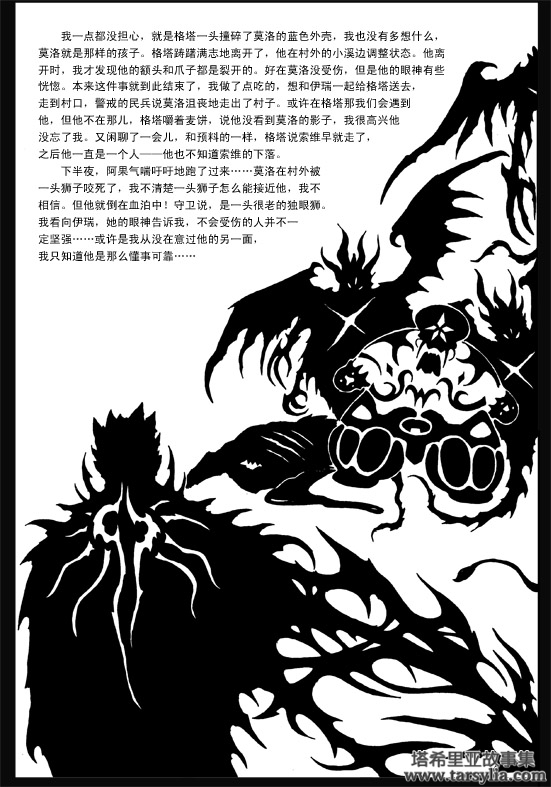 我一点都没担心，就是格塔一头撞碎了莫洛的蓝色外壳，我也没有多想什么，
莫洛就是那样的孩子。格塔踌躇满志地离开了，他在村外的小溪边调整状态。他离
开时，我才发现他的额头和爪子都是裂开的。好在莫洛没受伤，但是他的眼神有些
恍惚。本来这件事就到此结束了，我做了点吃的，想和伊瑞一起给格塔送去，
走到村口，警戒的民兵说莫洛沮丧地走出了村子。或许在格塔那我们会遇到
他，但他不在那儿，格塔嚼着麦饼，说他没看到莫洛的影子，我很高兴他
没忘了我。又闲聊了一会儿，和预料的一样，格塔说索维早就走了，
之后他一直是一个人——他也不知道索维的下落。
下半夜，阿果气喘吁吁地跑了过来……莫洛在村外被
一头狮子咬死了，我不清楚一头狮子怎么能接近他，我不
相信。但他就倒在血泊中！守卫说，是一头很老的独眼狮。
我看向伊瑞，她的眼神告诉我，不会受伤的人并不一
定坚强……或许是我从没在意过他的另一面，
我只知道他是那么懂事可靠……
塔希里亚故事集
www.tarsylia.com